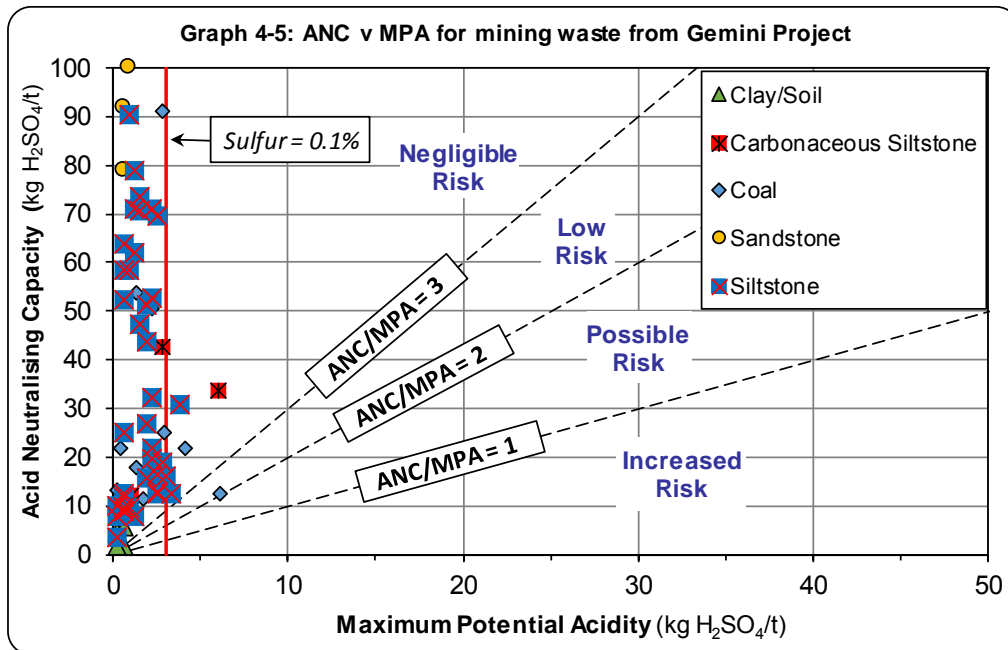 Graph 4-5: ANC v MPA for mining waste from Gemini Project
Acid Neutralising Capacity (kg H₂SO₄/t)
100
90
80
70
60
50
40
30
20
10
0
Sulfur = 0.1%
Negligible
Risk
Low
Risk
Possible
Risk
Increased
Risk
ANC/MPA = 3
ANC/MPA = 2
ANC/MPA = 1
Clay/Soil
Carbonaceous Siltstone
Coal
Sandstone
Siltstone
0
10
20
30
40
50
Maximum Potential Acidity (kg H₂SO₄/t)